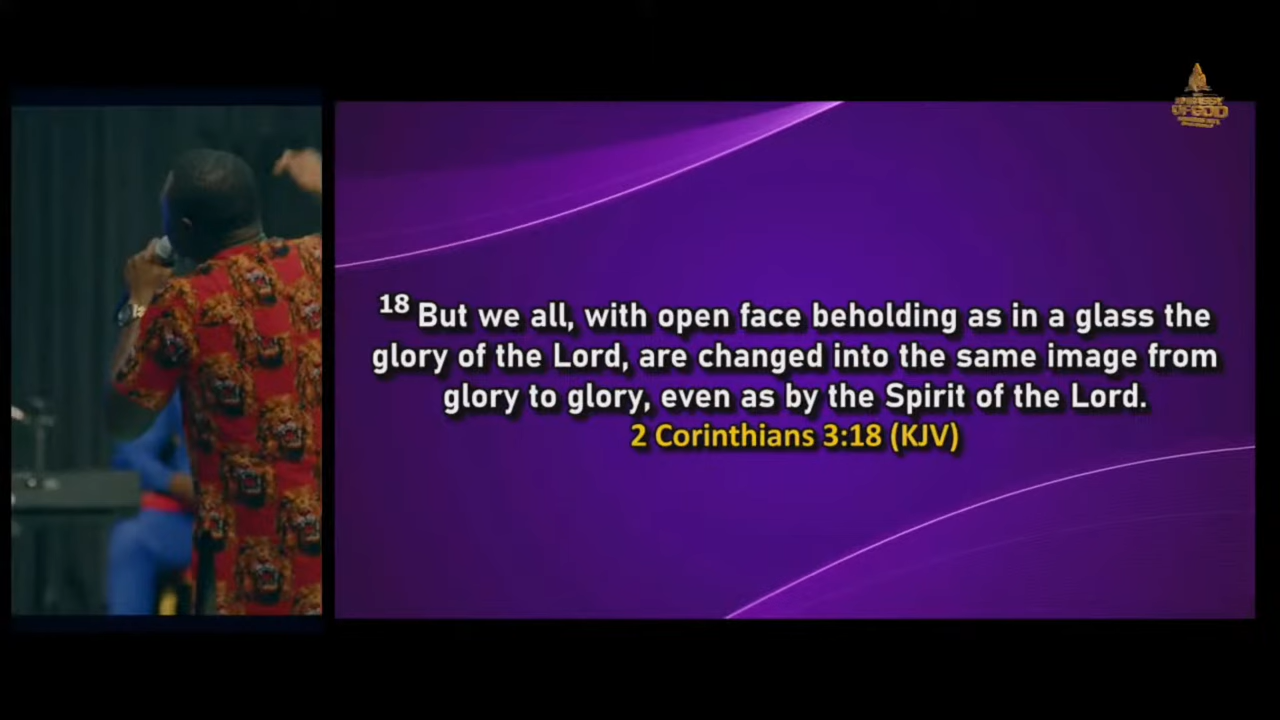 OF GOD
18 But we all, with open face beholding as in a glass the
glory of the Lord, are changed into the same image from
glory to glory, even as by the Spirit of the Lord.
2 Corinthians 3:18 (KJV)